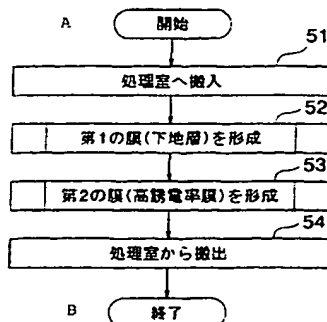 A
開始
51
処理室へ搬入
52
第1の膜(下地層)を形成
53
第2の膜(高誘電率膜)を形成
54
処理室から搬出
B
終了